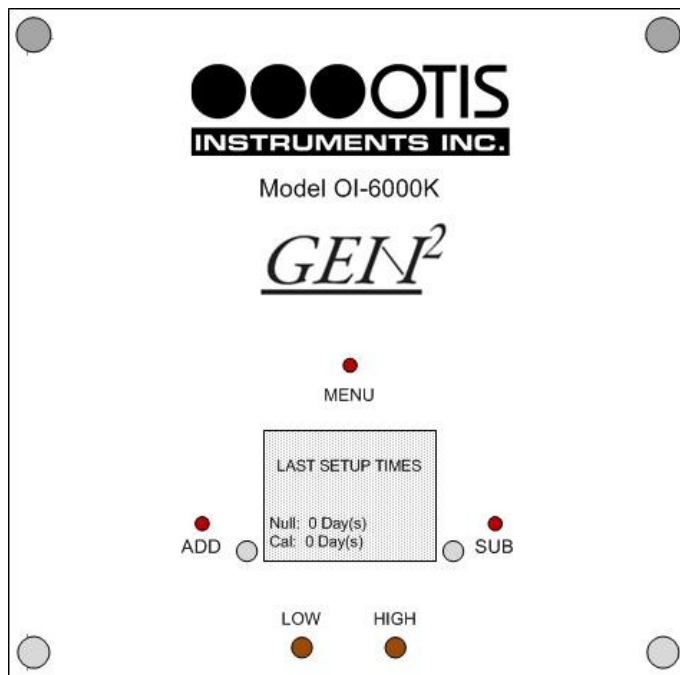 OTIS
INSTRUMENTS INC.
Model OI-6000K
GEN²
MENU
LAST SETUP TIMES
Null: 0 Day(s)
Cal: 0 Day(s)
ADD
SUB
LOW
HIGH